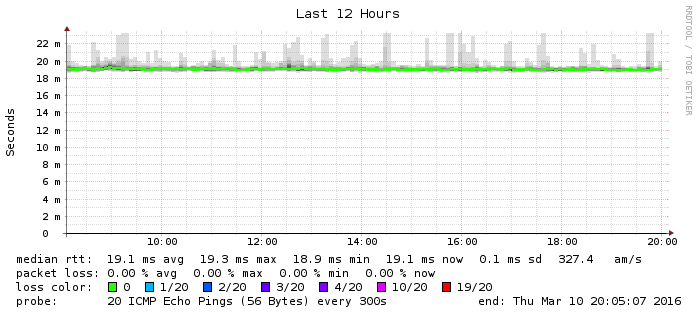 Last 12 Hours
RRDTOOL / TOBI OETIKER
Seconds
22 m
20 m
18 m
16 m
14 m
12 m
10 m
8 m
6 m
4 m
2 m
0
10:00 12:00 14:00 16:00 18:00 20:00
median rtt: 19.1 ms avg 19.3 ms max 18.9 ms min 19.1 ms now 0.1 ms sd 327.4 am/s
packet loss: 0.00 % avg 0.00 % max 0.00 % min 0.00 % now
loss color: 0 1/20 2/20 3/20 4/20 10/20 19/20
probe: 20 ICMP Echo Pings (56 Bytes) every 300s end: Thu Mar 10 20:05:07 2016